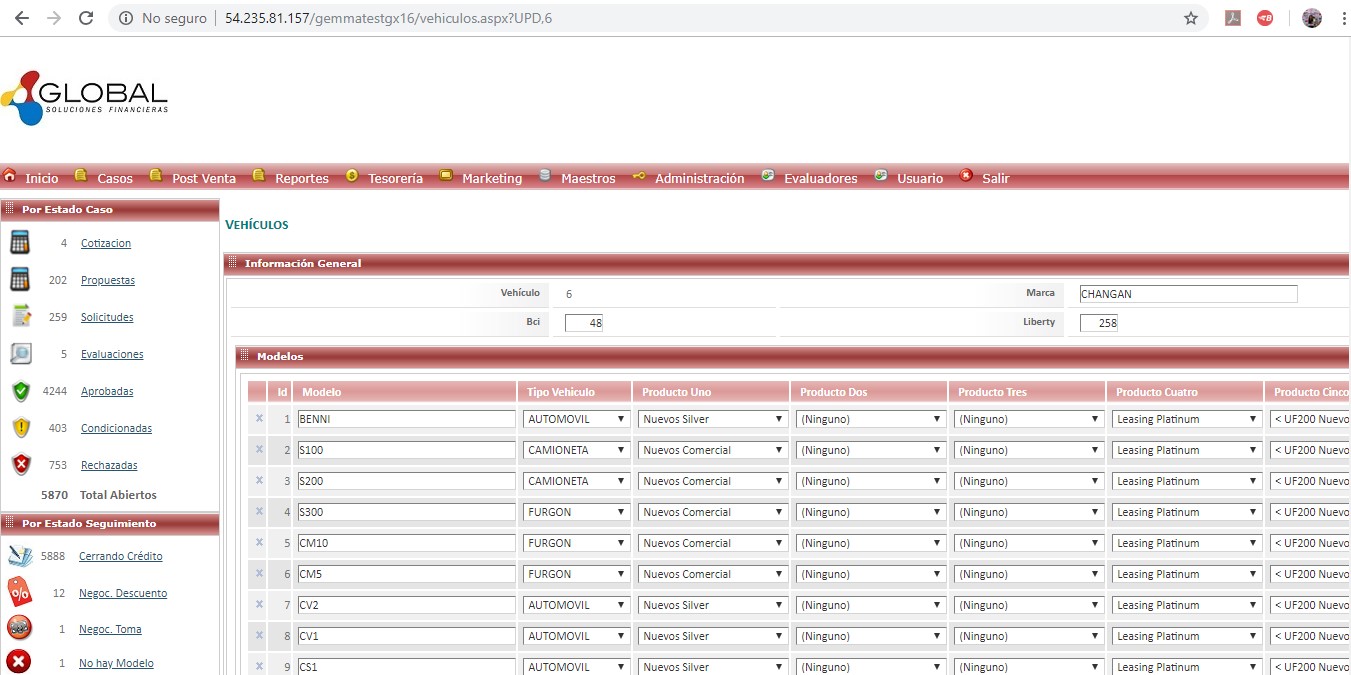 No seguro | 54.235.81.157/gemmatestgx16/vehiculos.aspx?UPD,6
GLOBAL
SOLUCIONES FINANCIERAS
Inicio Casos Post Venta Reportes Tesorería Marketing Maestros Administración Evaluadores Usuario Salir
Por Estado Caso
4 Cotizacion
202 Propuestas
259 Solicitudes
5 Evaluaciones
4244 Aprobadas
403 Condicionadas
753 Rechazadas
5870 Total Abiertos
Por Estado Seguimiento
5888 Cerrando Crédito
12 Negoc. Descuento
1 Negoc. Toma
1 No hay Modelo
VEHÍCULOS
Información General
Vehículo 6 Marca CHANGAN
Bci 48 Liberty 258
Modelos
Id Modelo Tipo Vehiculo Producto Uno Producto Dos Producto Tres Producto Cuatro Producto Cinco
x 1 BENNI AUTOMOVIL Nuevos Silver (Ninguno) (Ninguno) Leasing Platinum < UF200 Nuevo
x 2 S100 CAMIONETA Nuevos Comercial (Ninguno) (Ninguno) Leasing Platinum < UF200 Nuevo
x 3 S200 CAMIONETA Nuevos Comercial (Ninguno) (Ninguno) Leasing Platinum < UF200 Nuevo
x 4 S300 FURGON Nuevos Comercial (Ninguno) (Ninguno) Leasing Platinum < UF200 Nuevo
x 5 CM10 FURGON Nuevos Comercial (Ninguno) (Ninguno) Leasing Platinum < UF200 Nuevo
x 6 CM5 FURGON Nuevos Comercial (Ninguno) (Ninguno) Leasing Platinum < UF200 Nuevo
x 7 CV2 AUTOMOVIL Nuevos Silver (Ninguno) (Ninguno) Leasing Platinum < UF200 Nuevo
x 8 CV1 AUTOMOVIL Nuevos Silver (Ninguno) (Ninguno) Leasing Platinum < UF200 Nuevo
x 9 CS1 AUTOMOVIL Nuevos Silver (Ninguno) (Ninguno) Leasing Platinum < UF200 Nuevo